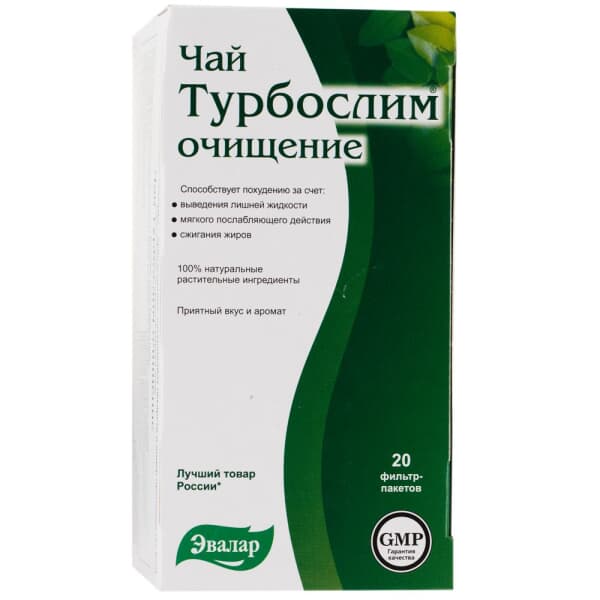 Чай
Турбослим®
очищение
Способствует похудению за счет:
• выведения лишней жидкости
• мягкого послабляющего действия
• сжигания жиров
100% натуральные
растительные ингредиенты
Приятный вкус и аромат
Лучший товар
России*
20
фильтр-
пакетов
Эвалар
GMP
Гарантия
качества